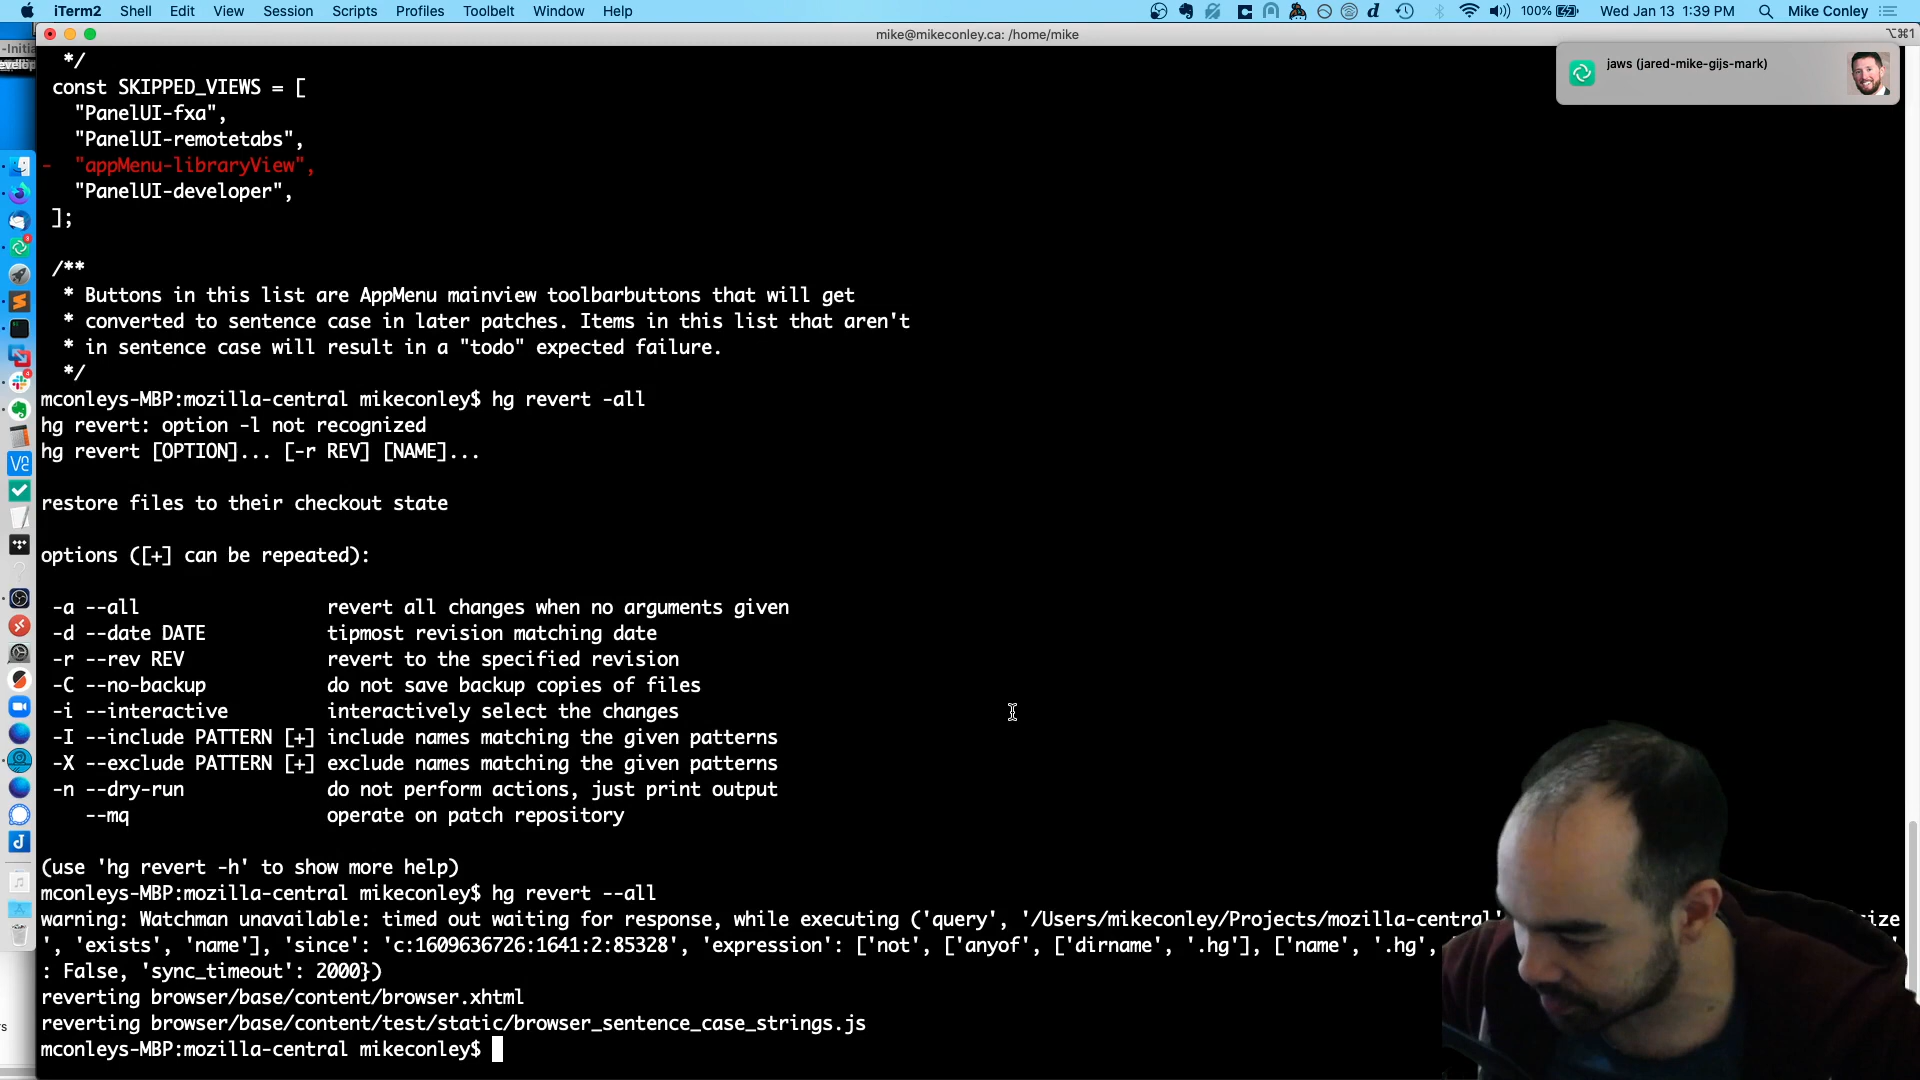 iTerm2 Shell Edit View Session Scripts Profiles Toolbelt Window Help
100% Wed Jan 13 1:39 PM Mike Conley
mike@mikeconley.ca: /home/mike
⌥⌘1
jaws (jared-mike-gijs-mark)
*/
const SKIPPED_VIEWS = [
"PanelUI-fxa",
"PanelUI-remotetabs",
- "appMenu-libraryView",
"PanelUI-developer",
];
/**
* Buttons in this list are AppMenu mainview toolbarbuttons that will get
* converted to sentence case in later patches. Items in this list that aren't
* in sentence case will result in a "todo" expected failure.
*/
mconleys-MBP:mozilla-central mikeconley$ hg revert -all
hg revert: option -l not recognized
hg revert [OPTION]... [-r REV] [NAME]...
restore files to their checkout state
options ([+] can be repeated):
-a --all revert all changes when no arguments given
-d --date DATE tipmost revision matching date
-r --rev REV revert to the specified revision
-C --no-backup do not save backup copies of files
-i --interactive interactively select the changes
-I --include PATTERN [+] include names matching the given patterns
-X --exclude PATTERN [+] exclude names matching the given patterns
-n --dry-run do not perform actions, just print output
--mq operate on patch repository
(use 'hg revert -h' to show more help)
mconleys-MBP:mozilla-central mikeconley$ hg revert --all
warning: Watchman unavailable: timed out waiting for response, while executing ('query', '/Users/mikeconley/Projects/mozilla-central'
', 'exists', 'name'], 'since': 'c:1609636726:1641:2:85328', 'expression': ['not', ['anyof', ['dirname', '.hg'], ['name', '.hg',
: False, 'sync_timeout': 2000})
reverting browser/base/content/browser.xhtml
reverting browser/base/content/test/static/browser_sentence_case_strings.js
mconleys-MBP:mozilla-central mikeconley$